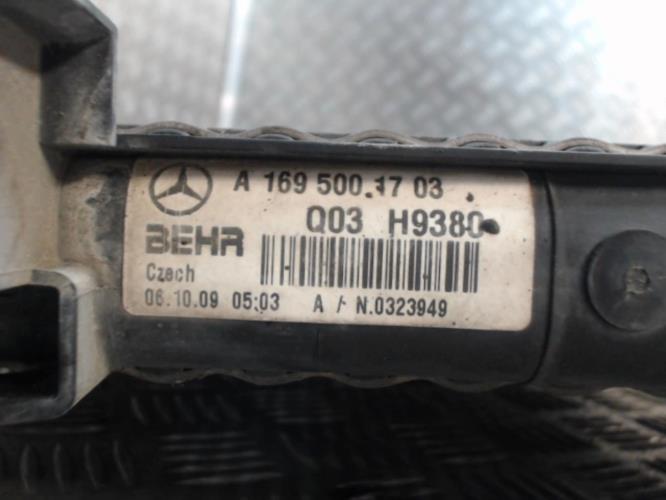 A 169 500 17 03
Q03 H9380
BEHR
Czech
06.10.09 05:03 A / N.0323949